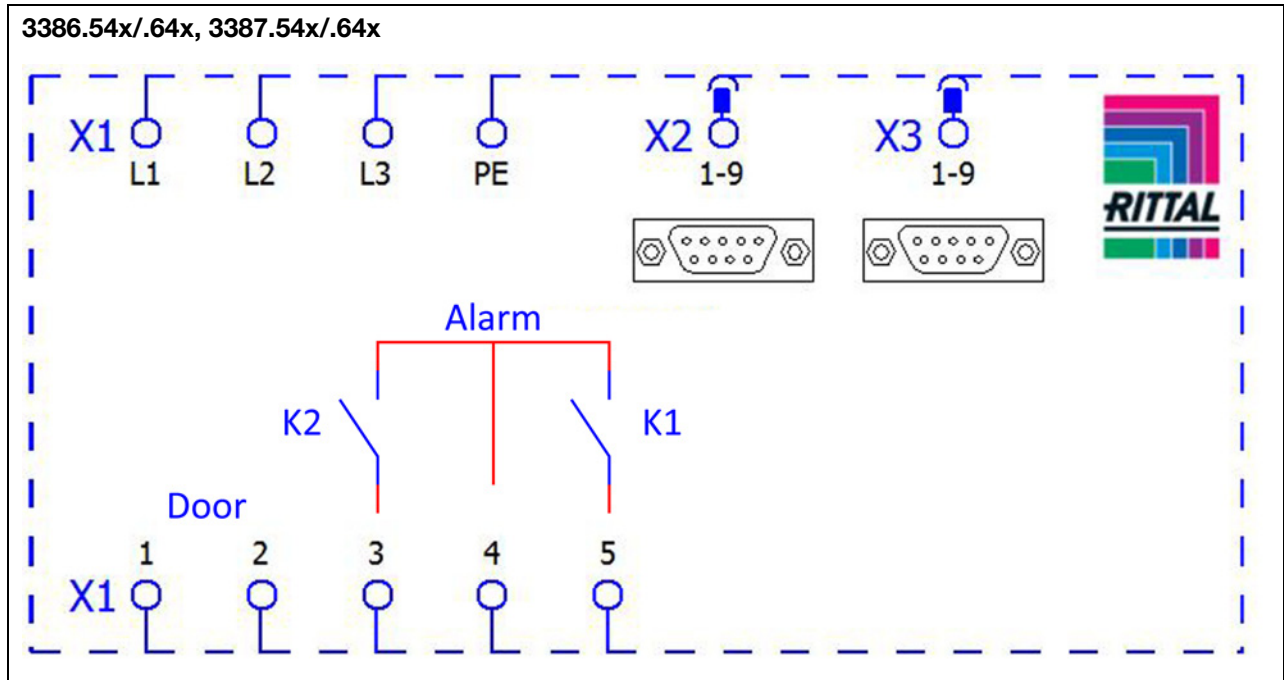 3386.54x/.64x, 3387.54x/.64x
X1 X2 X3
L1 L2 L3 PE 1-9 1-9
RITTAL
Alarm
K2 K1
Door
1 2 3 4 5
X1